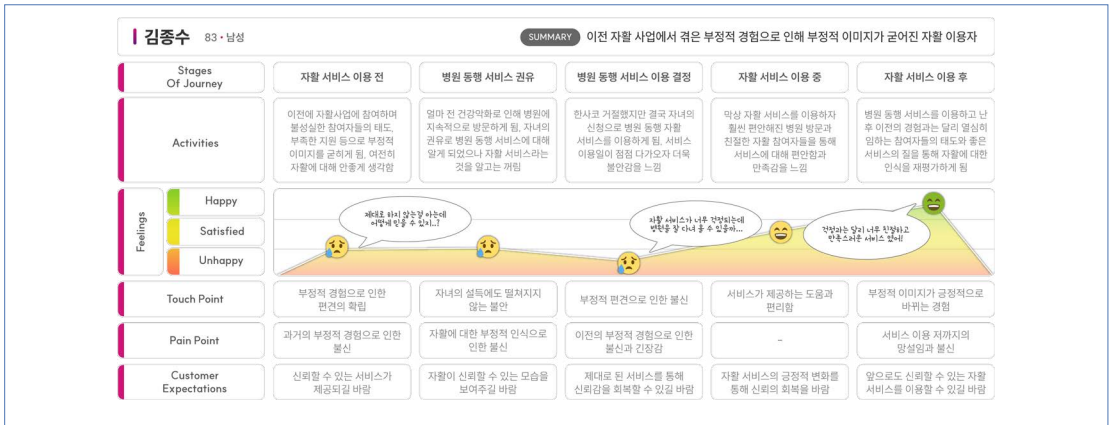 김종수 83 • 남성
SUMMARY 이전 자활 사업에서 겪은 부정적 경험으로 인해 부정적 이미지가 굳어진 자활 이용자
Stages
Of Journey
자활 서비스 이용 전
병원 동행 서비스 권유
병원 동행 서비스 이용 결정
자활 서비스 이용 중
자활 서비스 이용 후
Activities
이전에 자활사업에 참여하며
불성실한 참여자들의 태도,
부족한 지원 등으로 부정적
이미지를 굳히게 됨, 여전히
자활에 대해 안좋게 생각함
얼마 전 건강악화로 인해 병원에
지속적으로 방문하게 됨, 자녀의
권유로 병원 동행 서비스에 대해
알게 되었으나 자활 서비스라는
것을 알고는 꺼림
한사코 거절했지만 결국 자녀의
신청으로 병원 동행 자활
서비스를 이용하게 됨, 서비스
이용일이 점점 다가오자 더욱
불안감을 느낌
막상 자활 서비스를 이용하자
훨씬 편안해진 병원 방문과
친절한 자활 참여자들을 통해
서비스에 대해 편안함과
만족감을 느낌
병원 동행 서비스를 이용하고 난
후 이전의 경험과는 달리 열심히
임하는 참여자들의 태도와 좋은
서비스의 질을 통해 자활에 대한
인식을 재평가하게 됨
Feelings
Happy
Satisfied
Unhappy
제대로 하지 않는걸 아는데
어떻게 믿을 수 있지..?
자활 서비스가 너무 걱정되는데
병원을 잘 다녀 올 수 있을까...
걱정과는 달리 너무 친절하고
만족스러운 서비스 였어!
Touch Point
부정적 경험으로 인한
편견의 확립
자녀의 설득에도 떨쳐지지
않는 불안
부정적 편견으로 인한 불신
서비스가 제공하는 도움과
편리함
부정적 이미지가 긍정적으로
바뀌는 경험
Pain Point
과거의 부정적 경험으로 인한
불신
자활에 대한 부정적 인식으로
인한 불신
이전의 부정적 경험으로 인한
불신과 긴장감
-
서비스 이용 저까지의
망설임과 불신
Customer
Expectations
신뢰할 수 있는 서비스가
제공되길 바람
자활이 신뢰할 수 있는 모습을
보여주길 바람
제대로 된 서비스를 통해
신뢰감을 회복할 수 있길 바람
자활 서비스의 긍정적 변화를
통해 신뢰의 회복을 바람
앞으로도 신뢰할 수 있는 자활
서비스를 이용할 수 있길 바람